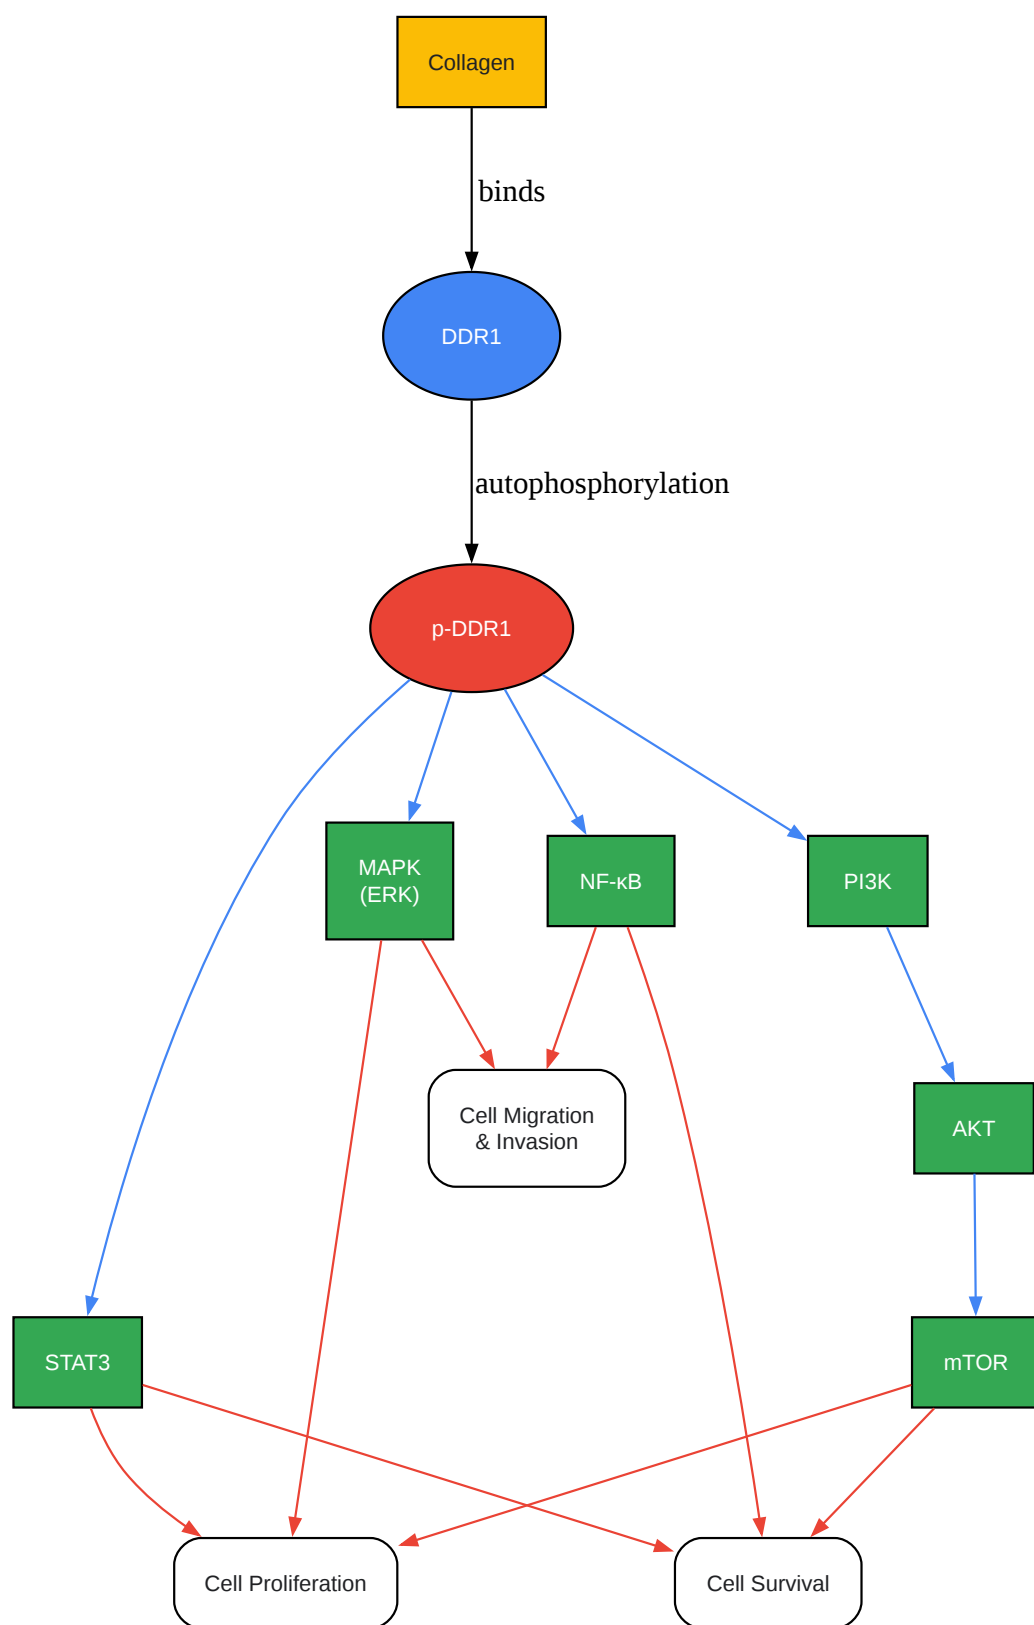 Collagen
binds
DDR1
autophosphorylation
p-DDR1
MAPK
(ERK)
NF-κB
PI3K
Cell Migration
& Invasion
AKT
STAT3
mTOR
Cell Proliferation
Cell Survival